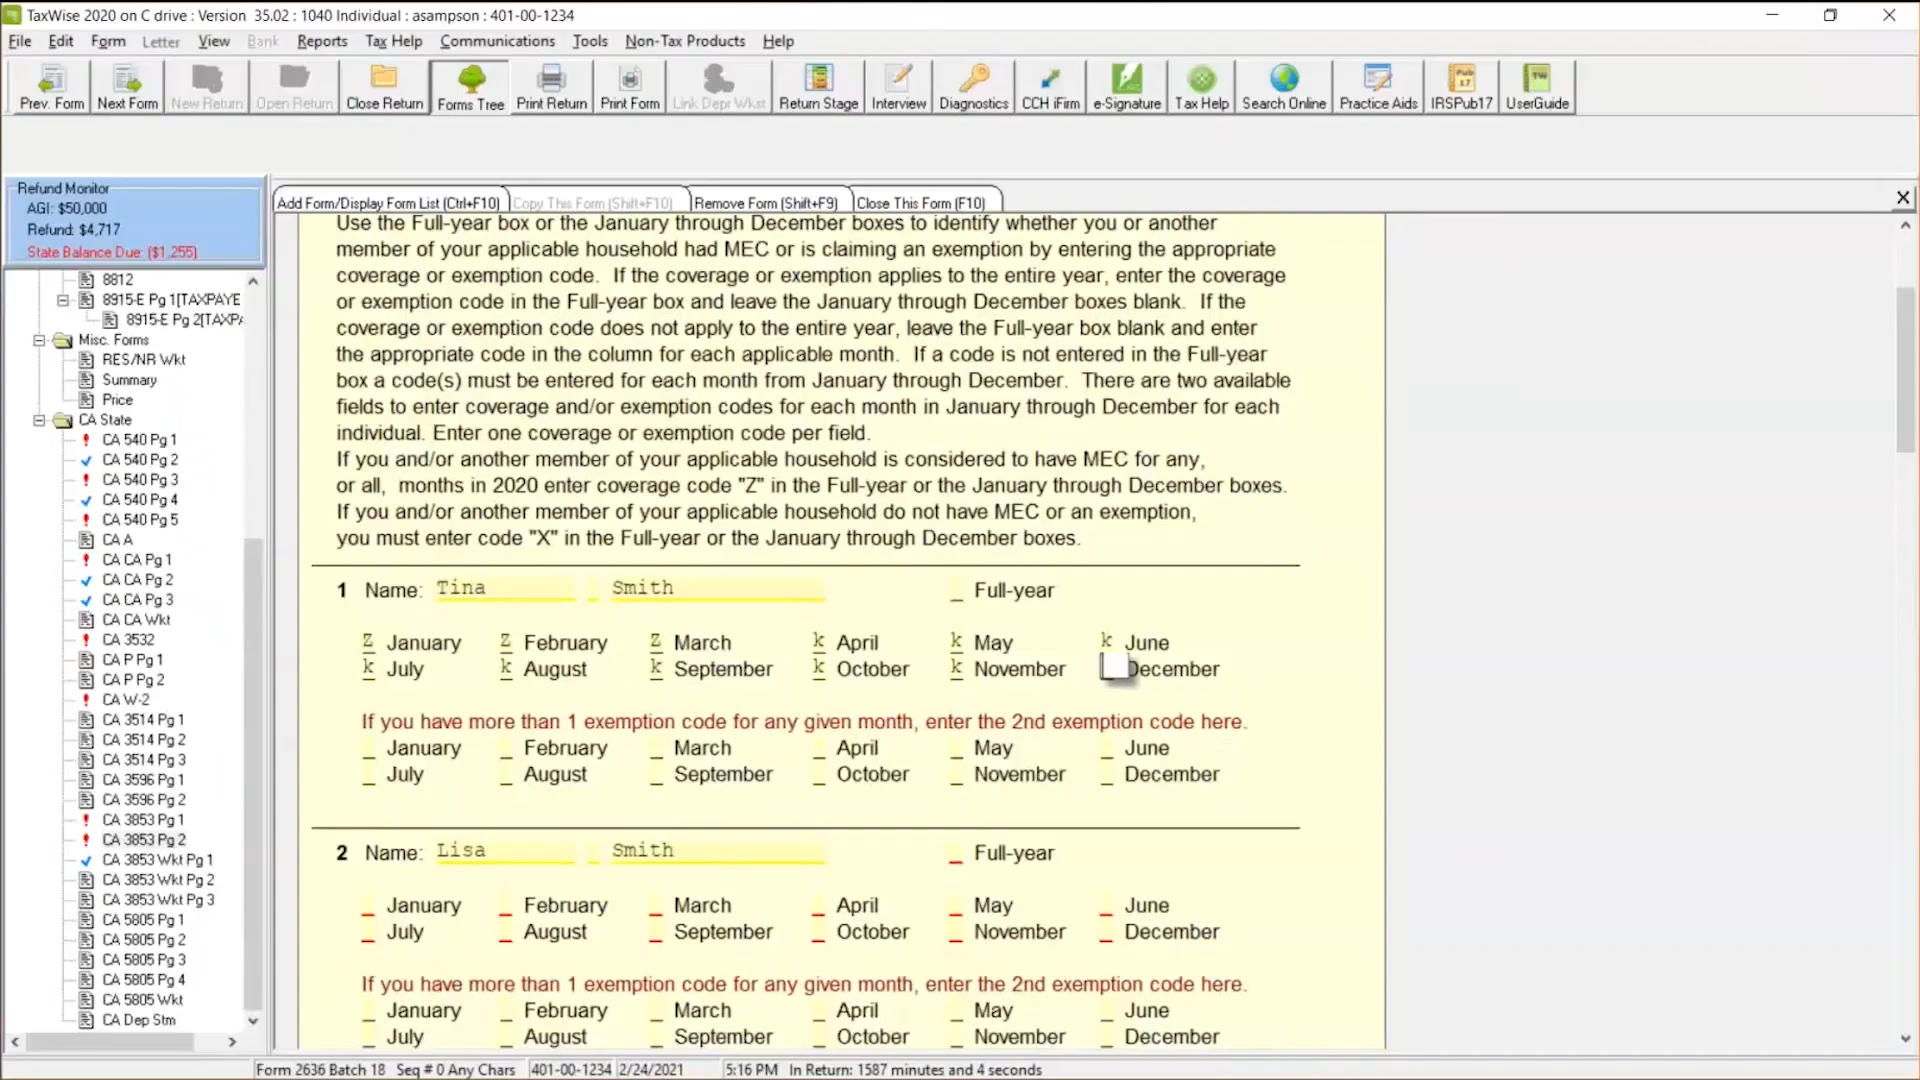 TaxWise 2020 on C drive : Version 35.02 : 1040 Individual : asampson : 401-00-1234
File Edit Form Letter View Bank Reports Tax Help Communications Tools Non-Tax Products Help
Prev. Form Next Form New Return Open Return Close Return Forms Tree Print Return Print Form Link Depr Wkst Return Stage Interview Diagnostics CCH iFirm e-Signature Tax Help Search Online Practice Aids IRSPub17 UserGuide
Refund Monitor
AGI: $50,000
Refund: $4,717
State Balance Due: ($1,255)
8812
8915-E Pg 1[TAXPAYE
8915-E Pg 2[TAXPA
Misc. Forms
RES/NR Wkt
Summary
Price
CA State
CA 540 Pg 1
CA 540 Pg 2
CA 540 Pg 3
CA 540 Pg 4
CA 540 Pg 5
CA A
CA CA Pg 1
CA CA Pg 2
CA CA Pg 3
CA CA Wkt
CA 3532
CA P Pg 1
CA P Pg 2
CA W-2
CA 3514 Pg 1
CA 3514 Pg 2
CA 3514 Pg 3
CA 3596 Pg 1
CA 3596 Pg 2
CA 3853 Pg 1
CA 3853 Pg 2
CA 3853 Wkt Pg 1
CA 3853 Wkt Pg 2
CA 3853 Wkt Pg 3
CA 5805 Pg 1
CA 5805 Pg 2
CA 5805 Pg 3
CA 5805 Pg 4
CA 5805 Wkt
CA Dep Stm
Add Form/Display Form List (Ctrl+F10) Copy This Form (Shift+F10) Remove Form (Shift+F9) Close This Form (F10)
Use the Full-year box or the January through December boxes to identify whether you or another
member of your applicable household had MEC or is claiming an exemption by entering the appropriate
coverage or exemption code. If the coverage or exemption applies to the entire year, enter the coverage
or exemption code in the Full-year box and leave the January through December boxes blank. If the
coverage or exemption code does not apply to the entire year, leave the Full-year box blank and enter
the appropriate code in the column for each applicable month. If a code is not entered in the Full-year
box a code(s) must be entered for each month from January through December. There are two available
fields to enter coverage and/or exemption codes for each month in January through December for each
individual. Enter one coverage or exemption code per field.
If you and/or another member of your applicable household is considered to have MEC for any,
or all, months in 2020 enter coverage code "Z" in the Full-year or the January through December boxes.
If you and/or another member of your applicable household do not have MEC or an exemption,
you must enter code "X" in the Full-year or the January through December boxes.
1 Name: Tina Smith Full-year
Z January Z February Z March k April k May k June
k July k August k September k October k November December
If you have more than 1 exemption code for any given month, enter the 2nd exemption code here.
January February March April May June
July August September October November December
2 Name: Lisa Smith Full-year
January February March April May June
July August September October November December
If you have more than 1 exemption code for any given month, enter the 2nd exemption code here.
January February March April May June
July August September October November December
Form 2636 Batch 18 Seq # 0 Any Chars 401-00-1234 2/24/2021 5:16 PM In Return: 1587 minutes and 4 seconds